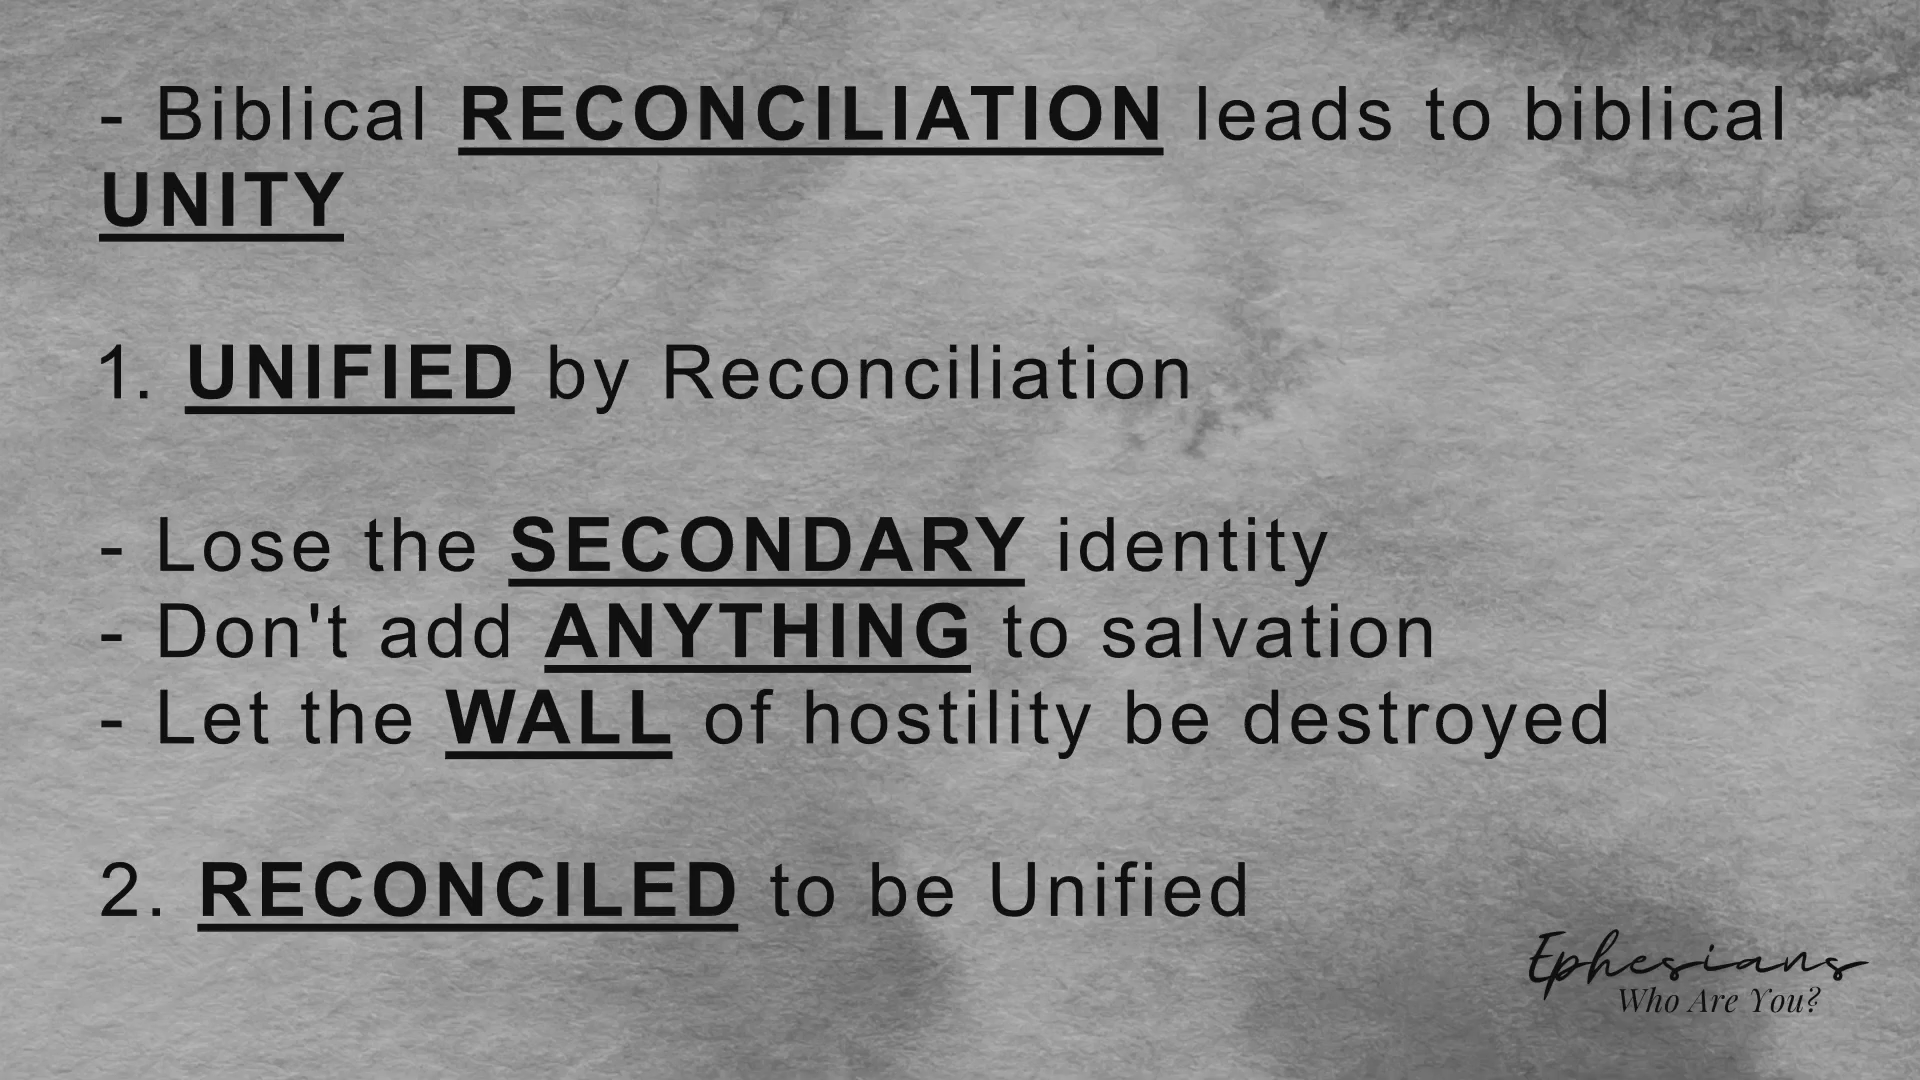 - Biblical RECONCILIATION leads to biblical
UNITY
1. UNIFIED by Reconciliation
- Lose the SECONDARY identity
- Don't add ANYTHING to salvation
- Let the WALL of hostility be destroyed
2. RECONCILED to be Unified
Ephesians
Who Are You?